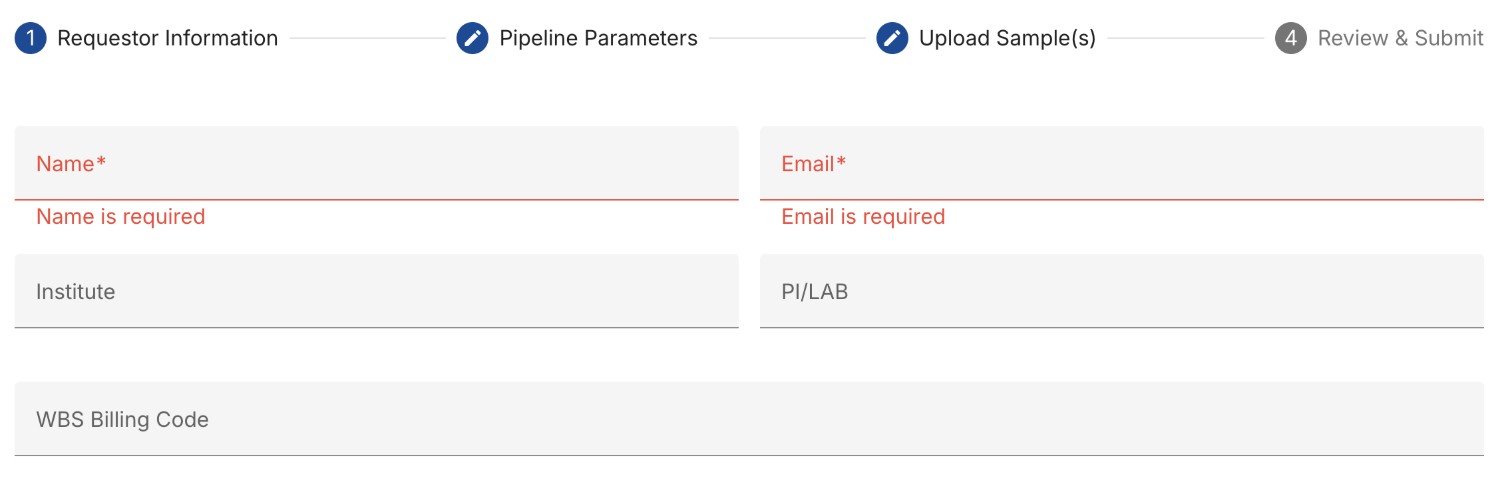 1 Requestor Information Pipeline Parameters Upload Sample(s) 4 Review & Submit
Name* Email*
Name is required Email is required
Institute PI/LAB
WBS Billing Code